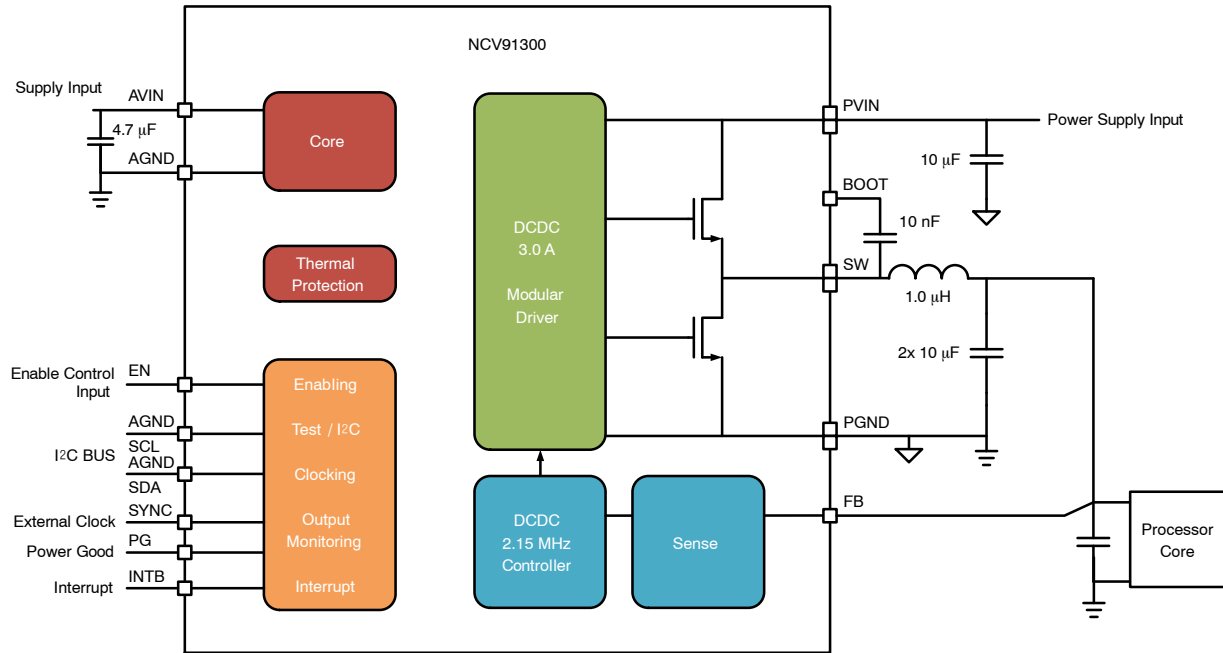 NCV91300
Supply Input
AVIN
4.7 μF
AGND
Core
Thermal
Protection
Enable Control
Input
EN
AGND
I²C BUS
SCL
AGND
SDA
External Clock
SYNC
Power Good
PG
Interrupt
INTB
Enabling
Test / I²C
Clocking
Output
Monitoring
Interrupt
DCDC
3.0 A
Modular
Driver
DCDC
2.15 MHz
Controller
Sense
PVIN
Power Supply Input
10 μF
BOOT
10 nF
SW
1.0 μH
2x 10 μF
PGND
FB
Processor
Core